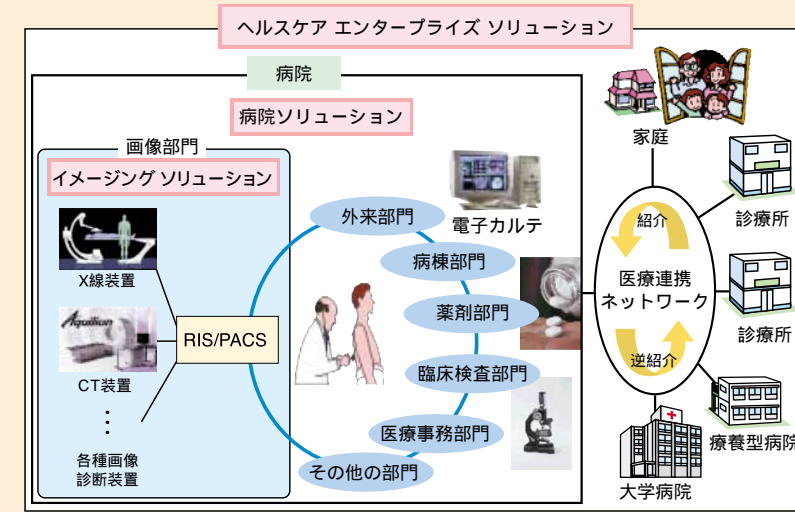 ヘルスケア エンタープライズ ソリューション
病院
病院ソリューション
画像部門
イメージング ソリューション
X線装置
Aquilion
CT装置
⋮
各種画像
診断装置
RIS/PACS
外来部門
病棟部門
薬剤部門
臨床検査部門
医療事務部門
その他の部門
電子カルテ
家庭
紹介
医療連携
ネットワーク
逆紹介
診療所
診療所
療養型病院
大学病院